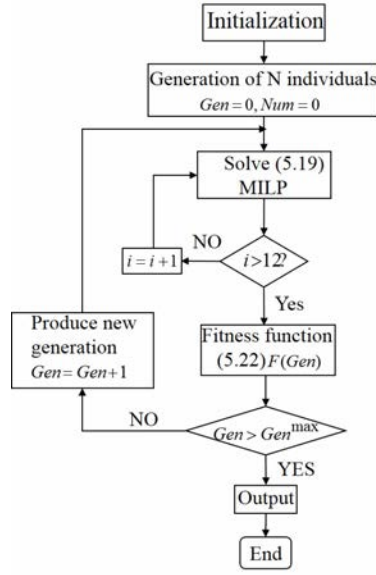 Initialization
Generation of N individuals
Gen = 0, Num = 0
Solve (5.19)
MILP
NO
i = i +1
i>12?
Yes
Produce new
generation
Gen = Gen+1
Fitness function
(5.22) F(Gen)
NO
Gen > Gen^max
YES
Output
End